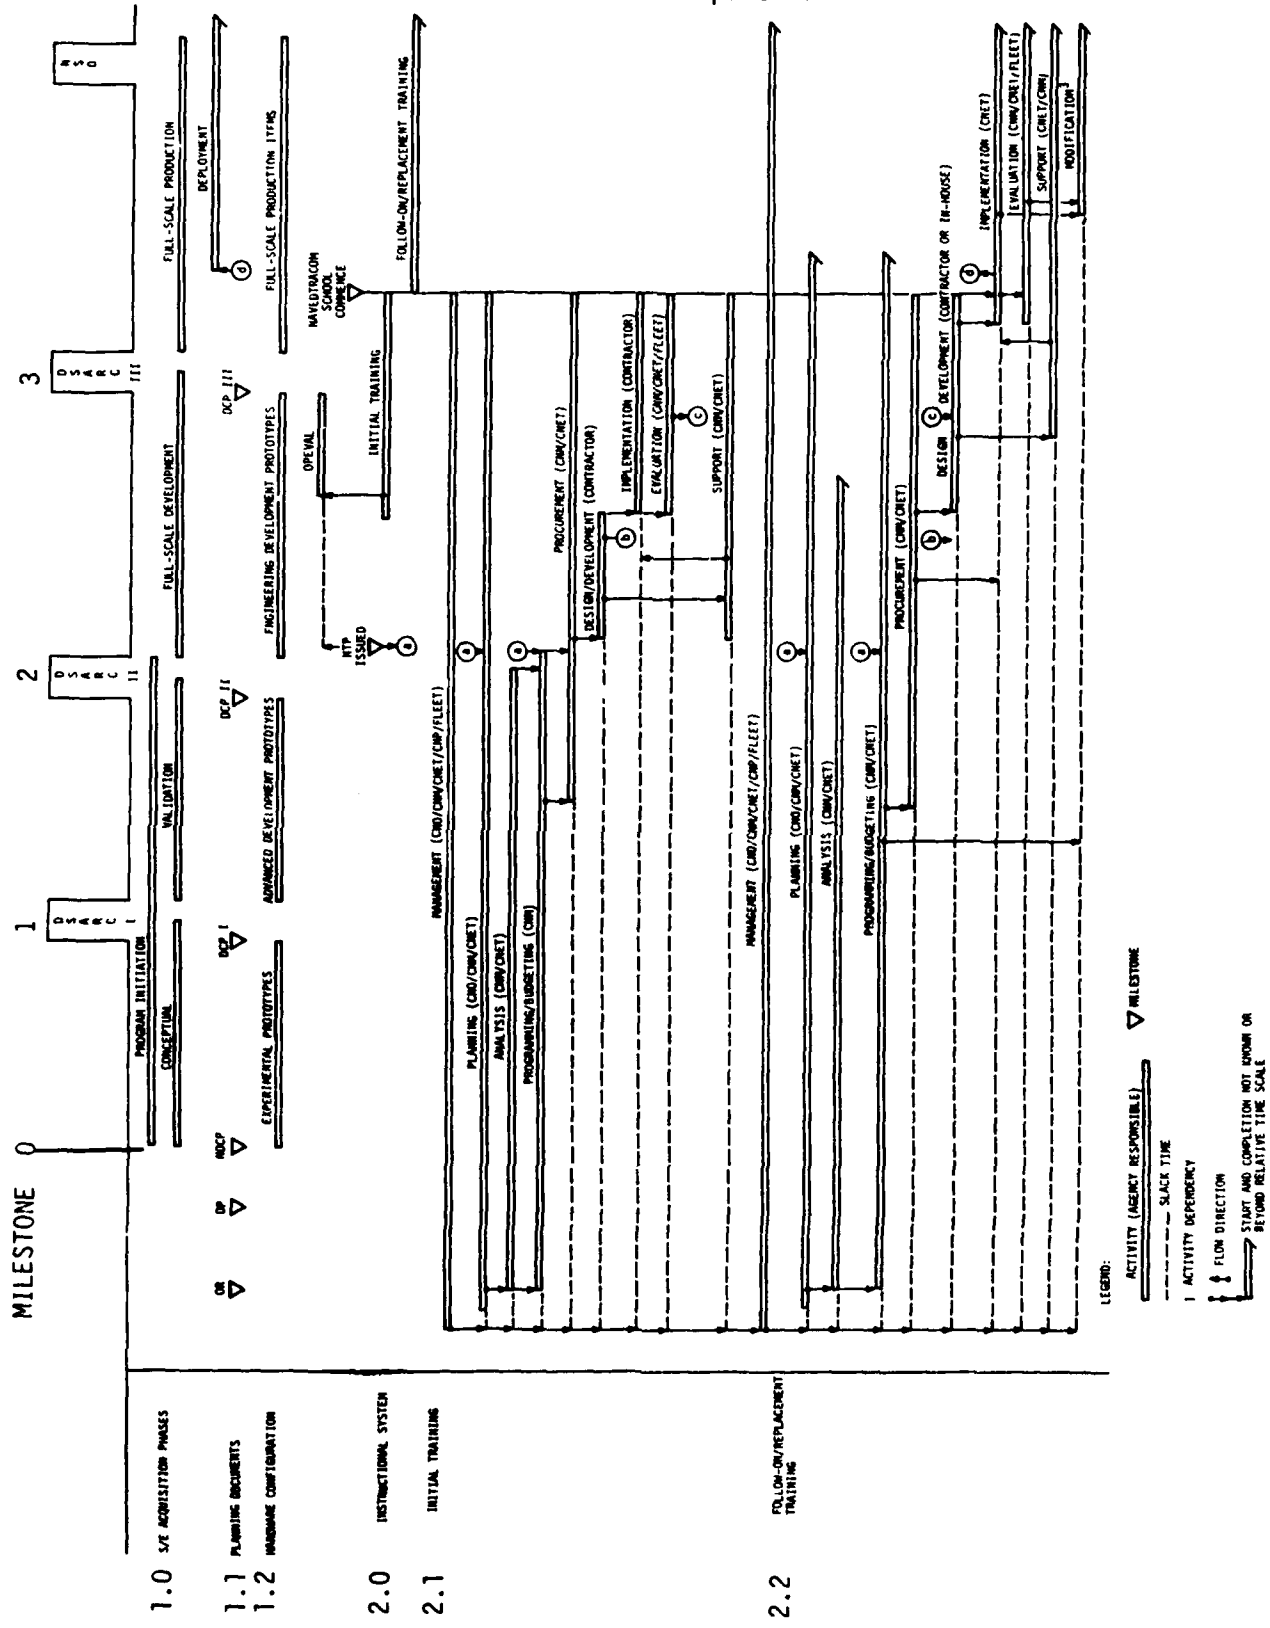 MILESTONE
0
1
2
3
DSARC I
DSARC II
DSARC III
NSD
1.0 S/E ACQUISITION PHASES
PROGRAM INITIATION
CONCEPTUAL
VALIDATION
FULL-SCALE DEVELOPMENT
FULL-SCALE PRODUCTION
DEPLOYMENT
d
1.1 PLANNING DOCUMENTS
OR
DP
NDCP
DCP I
DCP II
DCP III
1.2 HARDWARE CONFIGURATION
EXPERIMENTAL PROTOTYPES
ADVANCED DEVELOPMENT PROTOTYPES
ENGINEERING DEVELOPMENT PROTOTYPES
FULL-SCALE PRODUCTION ITEMS
OPEVAL
NTP
ISSUED
a
NAVEDTRACOM
SCHOOL
COMMENCE
2.0 INSTRUCTIONAL SYSTEM
INITIAL TRAINING
FOLLOW-ON/REPLACEMENT TRAINING
2.1 INITIAL TRAINING
MANAGEMENT (CNO/CNM/CNET/CNP/FLEET)
PLANNING (CNO/CNM/CNET)
a
ANALYSIS (CNM/CNET)
PROGRAMMING/BUDGETING (CNM)
a
PROCUREMENT (CNM/CNET)
DESIGN/DEVELOPMENT (CONTRACTOR)
b
IMPLEMENTATION (CONTRACTOR)
EVALUATION (CNM/CNET/FLEET)
c
SUPPORT (CNM/CNET)
2.2 FOLLOW-ON/REPLACEMENT
TRAINING
MANAGEMENT (CNO/CNM/CNET/CNP/FLEET)
PLANNING (CNO/CNM/CNET)
a
ANALYSIS (CNM/CNET)
PROGRAMMING/BUDGETING (CNM/CNET)
a
PROCUREMENT (CNM/CNET)
b
c
DESIGN DEVELOPMENT (CONTRACTOR OR IN-HOUSE)
d
IMPLEMENTATION (CNET)
EVALUATION (CNM/CNET/FLEET)
SUPPORT (CNET/CNM)
MODIFICATION³
LEGEND:
ACTIVITY (AGENCY RESPONSIBLE)
MILESTONE
SLACK TIME
ACTIVITY DEPENDENCY
FLOW DIRECTION
START AND COMPLETION NOT KNOWN OR
BEYOND RELATIVE TIME SCALE